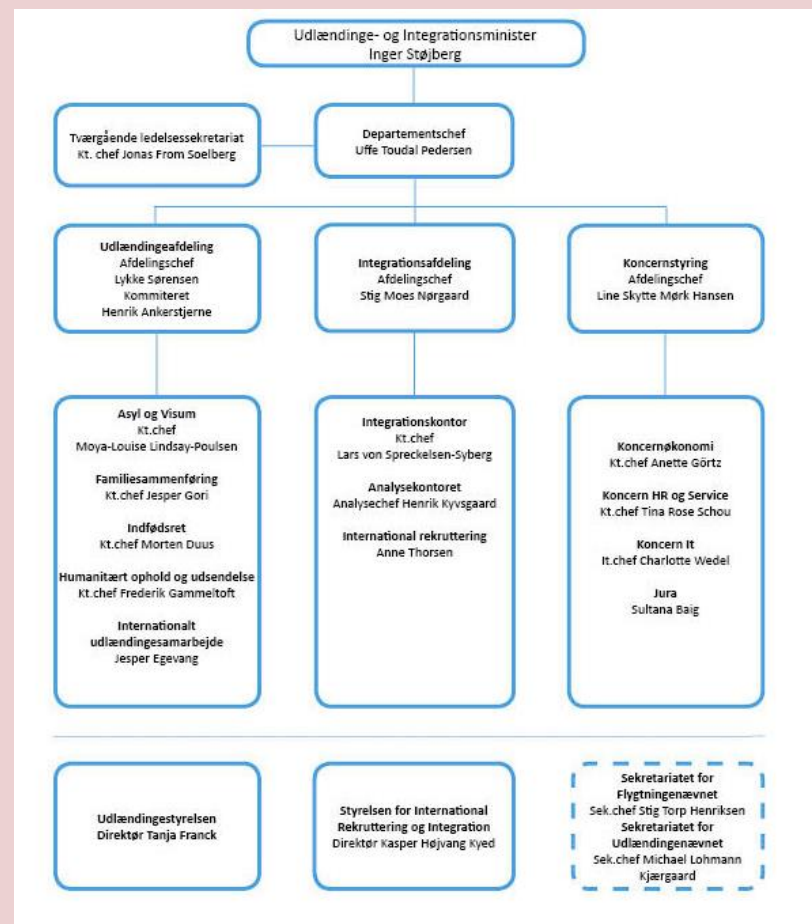 Udlændinge- og Integrationsminister
Inger Støjberg
Tværgående ledelsessekretariat
Kt. chef Jonas From Soelberg
Departementschef
Uffe Toudal Pedersen
Udlændingeafdeling
Afdelingschef
Lykke Sørensen
Kommiteret
Henrik Ankerstjerne
Integrationsafdeling
Afdelingschef
Stig Moes Nørgaard
Koncernstyring
Afdelingschef
Line Skytte Mørk Hansen
Asyl og Visum
Kt.chef
Moya-Louise Lindsay-Poulsen
Familiesammenføring
Kt.chef Jesper Gori
Indfødsret
Kt.chef Morten Duus
Humanitært ophold og udsendelse
Kt.chef Frederik Gammeltoft
Internationalt
udlændingesamarbejde
Jesper Egevang
Integrationskontor
Kt.chef
Lars von Spreckelsen-Syberg
Analysekontoret
Analysechef Henrik Kyvsgaard
International rekruttering
Anne Thorsen
Koncernøkonomi
Kt.chef Anette Görtz
Koncern HR og Service
Kt.chef Tina Rose Schou
Koncern It
It.chef Charlotte Wedel
Jura
Sultana Baig
Udlændingestyrelsen
Direktør Tanja Franck
Styrelsen for International
Rekruttering og Integration
Direktør Kasper Højvang Kyed
Sekretariatet for
Flygtningenævnet
Sek.chef Stig Torp Henriksen
Sekretariatet for
Udlændingenævnet
Sek.chef Michael Lohmann
Kjærgaard